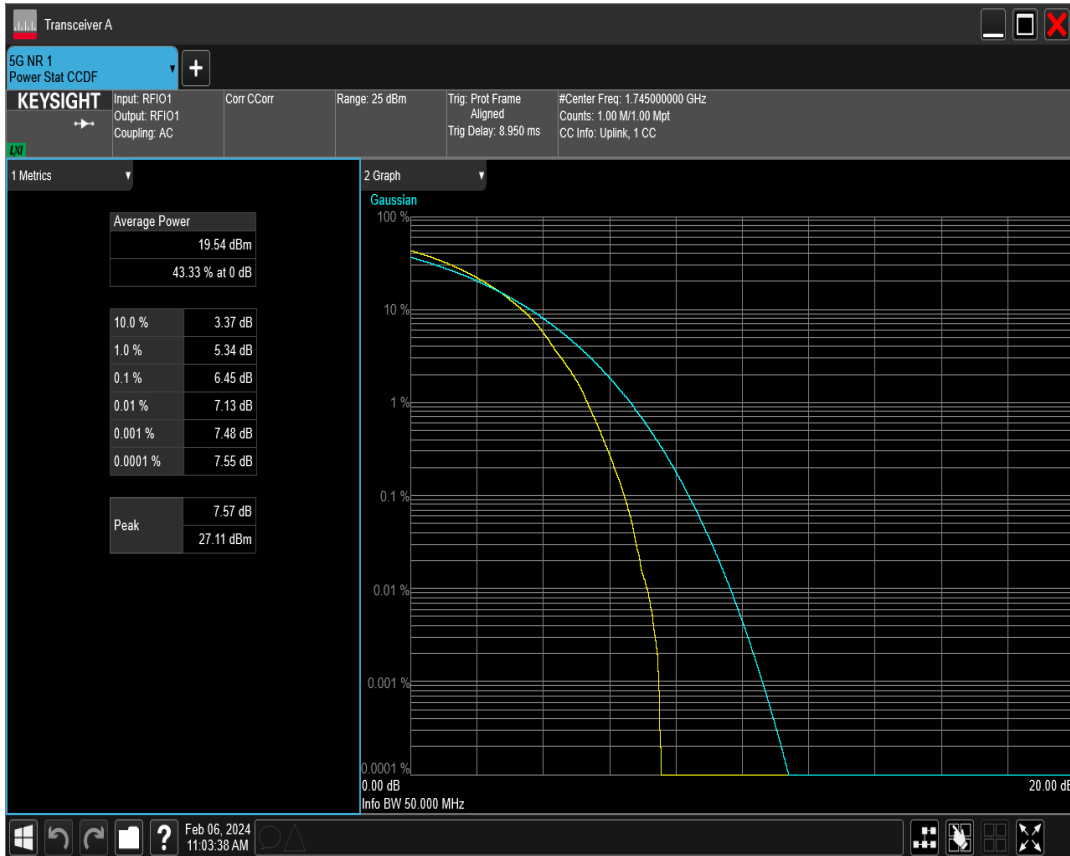 Transceiver A
5G NR 1
Power Stat CCDF
KEYSIGHT
LXI
Input: RFIO1
Output: RFIO1
Coupling: AC
Corr CCorr
Range: 25 dBm
Trig: Prot Frame
Aligned
Trig Delay: 8.950 ms
#Center Freq: 1.745000000 GHz
Counts: 1.00 M/1.00 Mpt
CC Info: Uplink, 1 CC
1 Metrics
Average Power
19.54 dBm
43.33 % at 0 dB
10.0 % 3.37 dB
1.0 % 5.34 dB
0.1 % 6.45 dB
0.01 % 7.13 dB
0.001 % 7.48 dB
0.0001 % 7.55 dB
Peak 7.57 dB
27.11 dBm
2 Graph
Gaussian
100 %
10 %
1 %
0.1 %
0.01 %
0.001 %
0.0001 %
0.00 dB 20.00 dB
Info BW 50.000 MHz
? Feb 06, 2024
11:03:38 AM